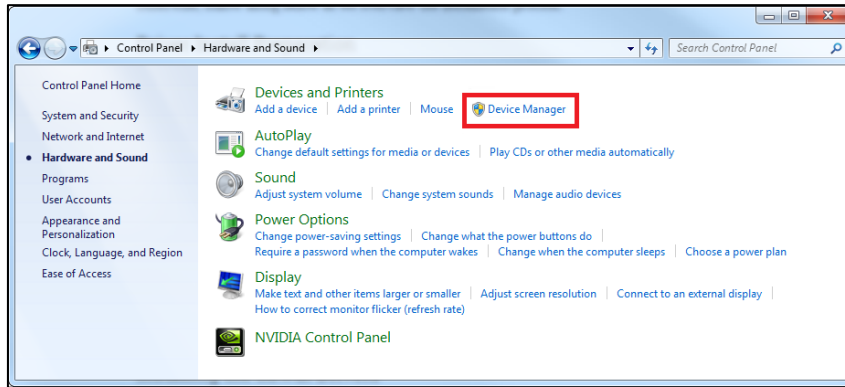 Control Panel Hardware and Sound Search Control Panel
Control Panel Home
System and Security
Network and Internet
Hardware and Sound
Programs
User Accounts
Appearance and
Personalization
Clock, Language, and Region
Ease of Access
Devices and Printers
Add a device Add a printer Mouse Device Manager
AutoPlay
Change default settings for media or devices Play CDs or other media automatically
Sound
Adjust system volume Change system sounds Manage audio devices
Power Options
Change power-saving settings Change what the power buttons do
Require a password when the computer wakes Change when the computer sleeps Choose a power plan
Display
Make text and other items larger or smaller Adjust screen resolution Connect to an external display
How to correct monitor flicker (refresh rate)
NVIDIA Control Panel